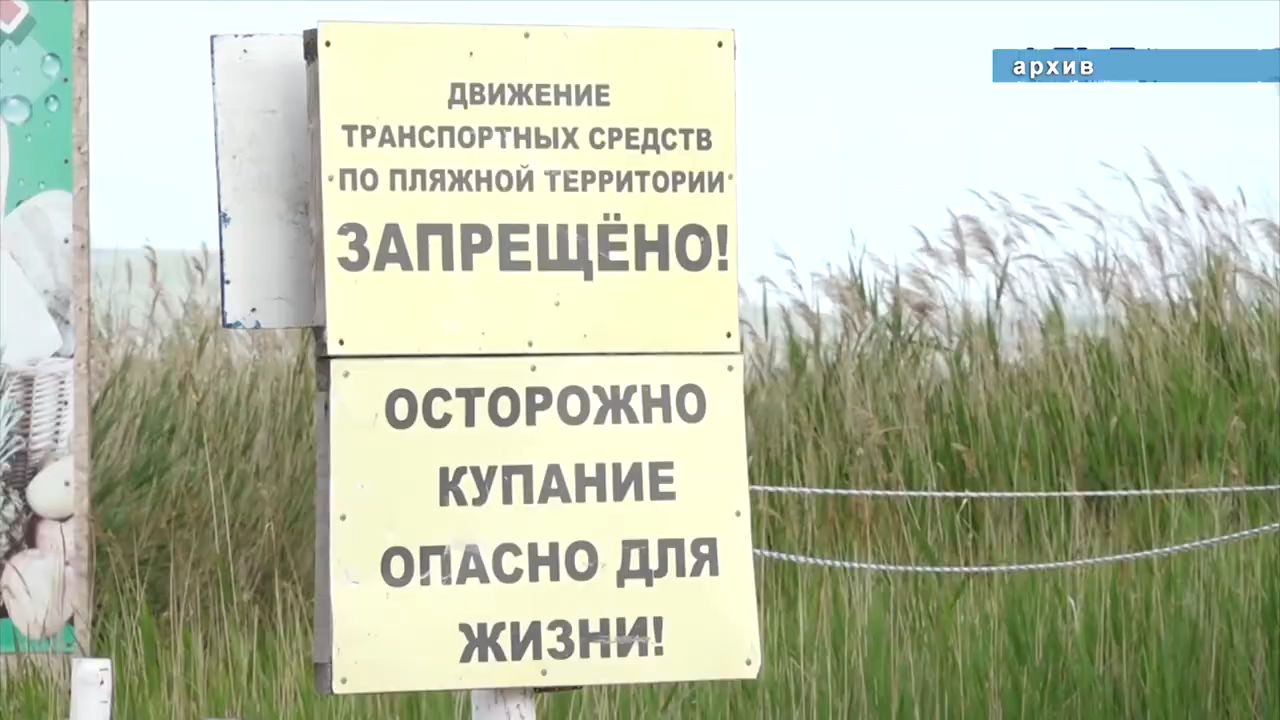 ДВИЖЕНИЕ
ТРАНСПОРТНЫХ СРЕДСТВ
ПО ПЛЯЖНОЙ ТЕРРИТОРИИ
ЗАПРЕЩЁНО!
ОСТОРОЖНО
КУПАНИЕ
ОПАСНО ДЛЯ
ЖИЗНИ!
архив